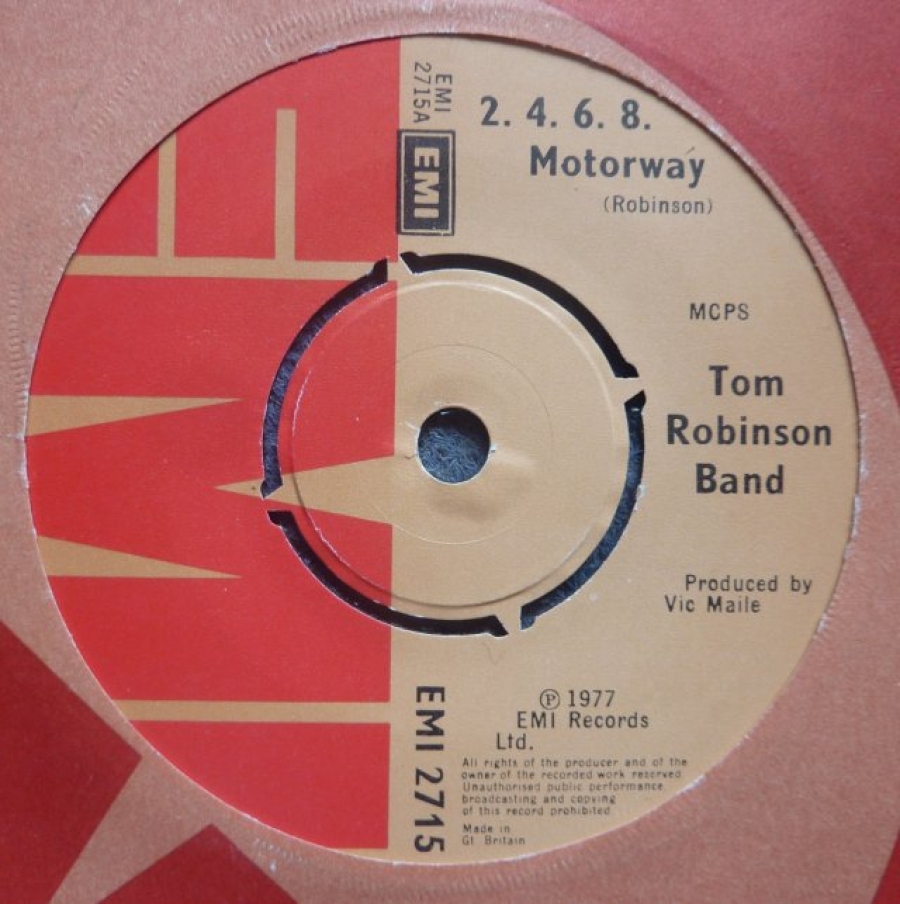 EMI
2715A
EMI
2. 4. 6. 8.
Motorway
(Robinson)
MCPS
Tom
Robinson
Band
Produced by
Vic Maile
℗ 1977
EMI Records
Ltd.
All rights of the producer and of the
owner of the recorded work reserved.
Unauthorised public performance,
broadcasting and copying
of this record prohibited.
Made in
Gt Britain
EMI 2715
EMI